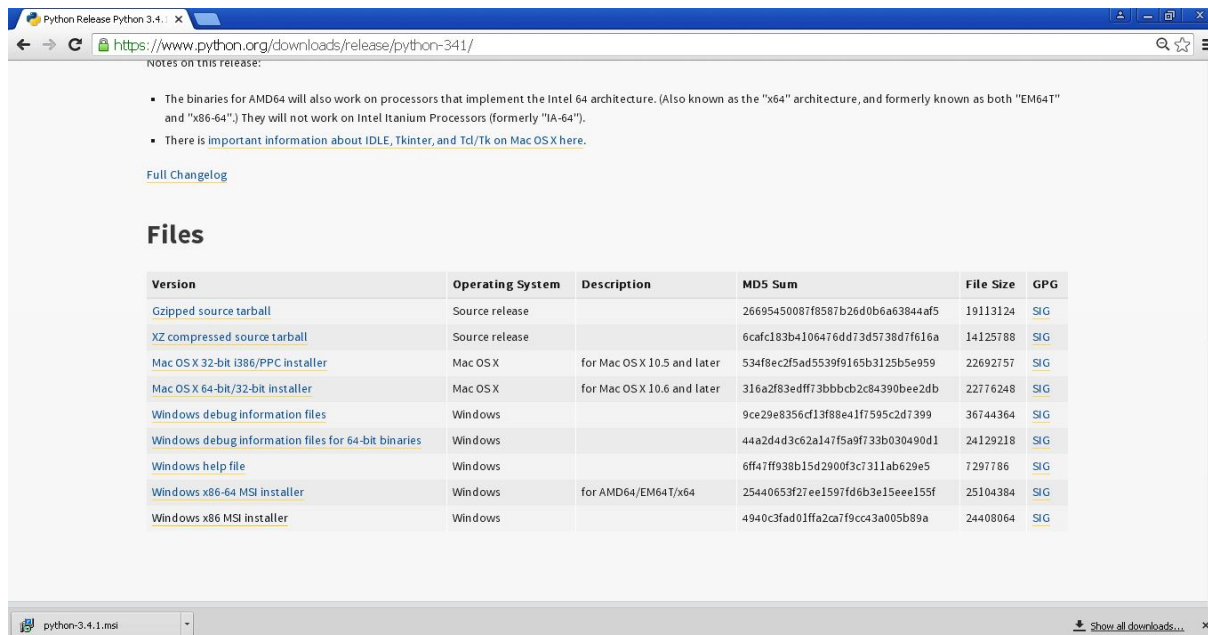 Python Release Python 3.4.
https://www.python.org/downloads/release/python-341/
Notes on this release:
The binaries for AMD64 will also work on processors that implement the Intel 64 architecture. (Also known as the "x64" architecture, and formerly known as both "EM64T"
and "x86-64".) They will not work on Intel Itanium Processors (formerly "IA-64").
There is important information about IDLE, Tkinter, and Tcl/Tk on Mac OS X here.
Full Changelog
Files
Version Operating System Description MD5 Sum File Size GPG
Gzipped source tarball Source release 26695450087f8587b26d0b6a63844af5 19113124 SIG
XZ compressed source tarball Source release 6cafc183b4106476dd73d5738d7f616a 14125788 SIG
Mac OS X 32-bit i386/PPC installer Mac OS X for Mac OS X 10.5 and later 534f8ec2f5ad5539f9165b3125b5e959 22692757 SIG
Mac OS X 64-bit/32-bit installer Mac OS X for Mac OS X 10.6 and later 316a2f83edff73bbbcb2c84390bee2db 22776248 SIG
Windows debug information files Windows 9ce29e8356cf13f88e41f7595c2d7399 36744364 SIG
Windows debug information files for 64-bit binaries Windows 44a2d4d3c62a147f5a9f733b030490d1 24129218 SIG
Windows help file Windows 6ff47ff938b15d2900f3c7311ab629e5 7297786 SIG
Windows x86-64 MSI installer Windows for AMD64/EM64T/x64 25440653f27ee1597fd6b3e15eee155f 25104384 SIG
Windows x86 MSI installer Windows 4940c3fad01ffa2ca7f9cc43a005b89a 24408064 SIG
python-3.4.1.msi Show all downloads...